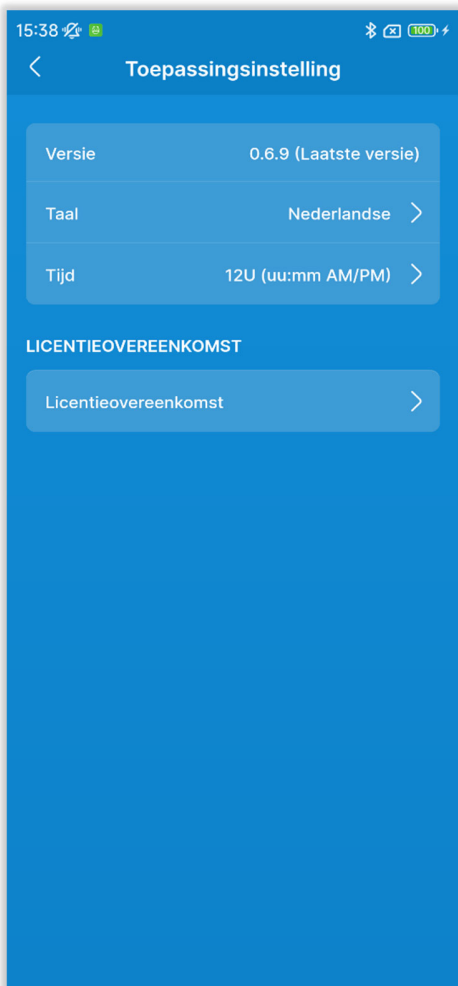 15:38
100
Toepassingsinstelling
Versie 0.6.9 (Laatste versie)
Taal Nederlandse
Tijd 12U (uu:mm AM/PM)
LICENTIEOVEREENKOMST
Licentieovereenkomst